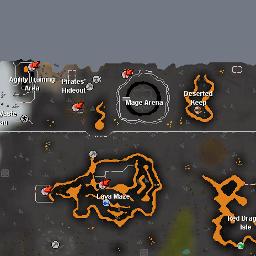 Agility Training
Area
Pirates'
Hideout
Mage Arena
Deserted
Keep
Lava Maze
Red Drag
Isle